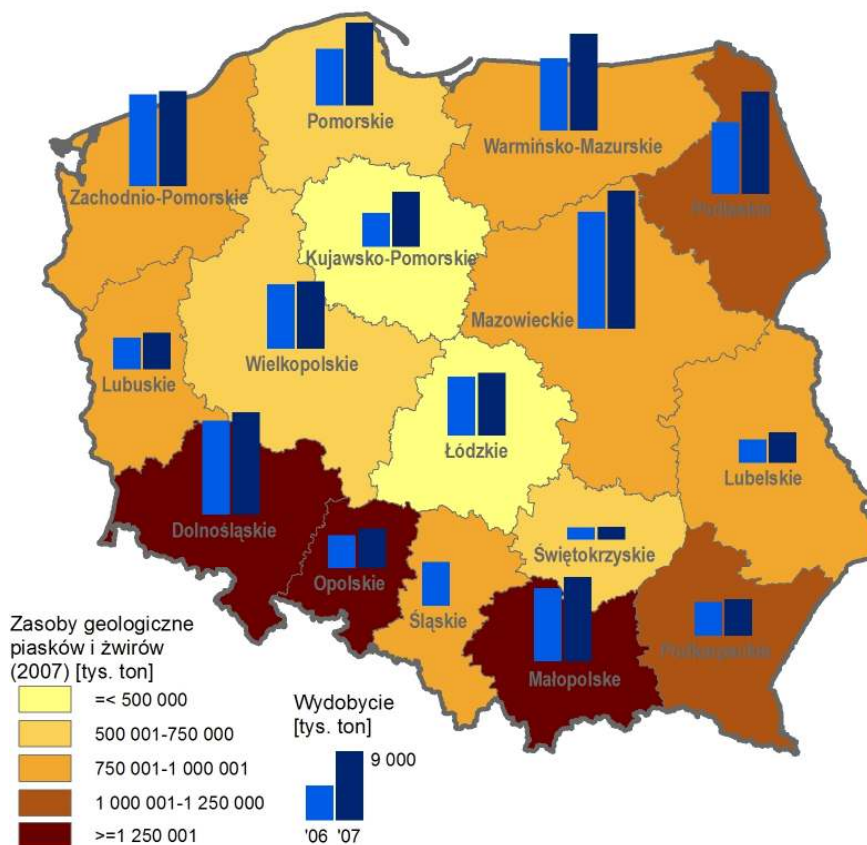 Pomorskie
Warmińsko-Mazurskie
Zachodnio-Pomorskie
Podlaskie
Kujawsko-Pomorskie
Mazowieckie
Wielkopolskie
Lubuskie
Łódzkie
Lubelskie
Dolnośląskie
Świętokrzyskie
Opolskie
Śląskie
Podkarpackie
Małopolske
Zasoby geologiczne
piasków i żwirów
(2007) [tys. ton]
=< 500 000
500 001-750 000
750 001-1 000 001
1 000 001-1 250 000
>=1 250 001
Wydobycie
[tys. ton]
9 000
'06 '07